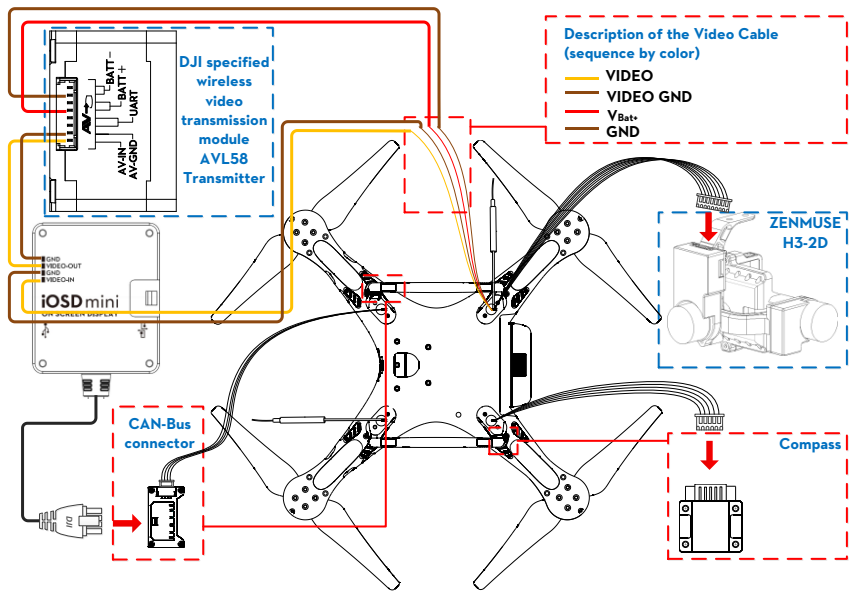 DJI specified
wireless
video
transmission
module
AVL58
Transmitter
BATT-
BATT+
UART
AV-IN
AV-GND
Description of the Video Cable
(sequence by color)
VIDEO
VIDEO GND
VBat+
GND
ZENMUSE
H3-2D
GND
VIDEO-OUT
GND
VIDEO-IN
iOSD mini
ON SCREEN DISPLAY
CAN-Bus
connector
DJI
Compass